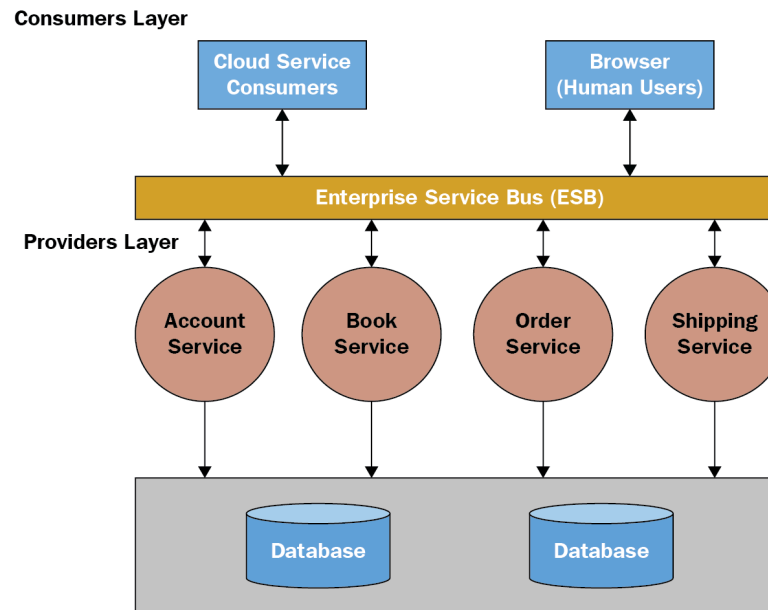 Consumers Layer
Cloud Service
Consumers
Browser
(Human Users)
Enterprise Service Bus (ESB)
Providers Layer
Account
Service
Book
Service
Order
Service
Shipping
Service
Database
Database